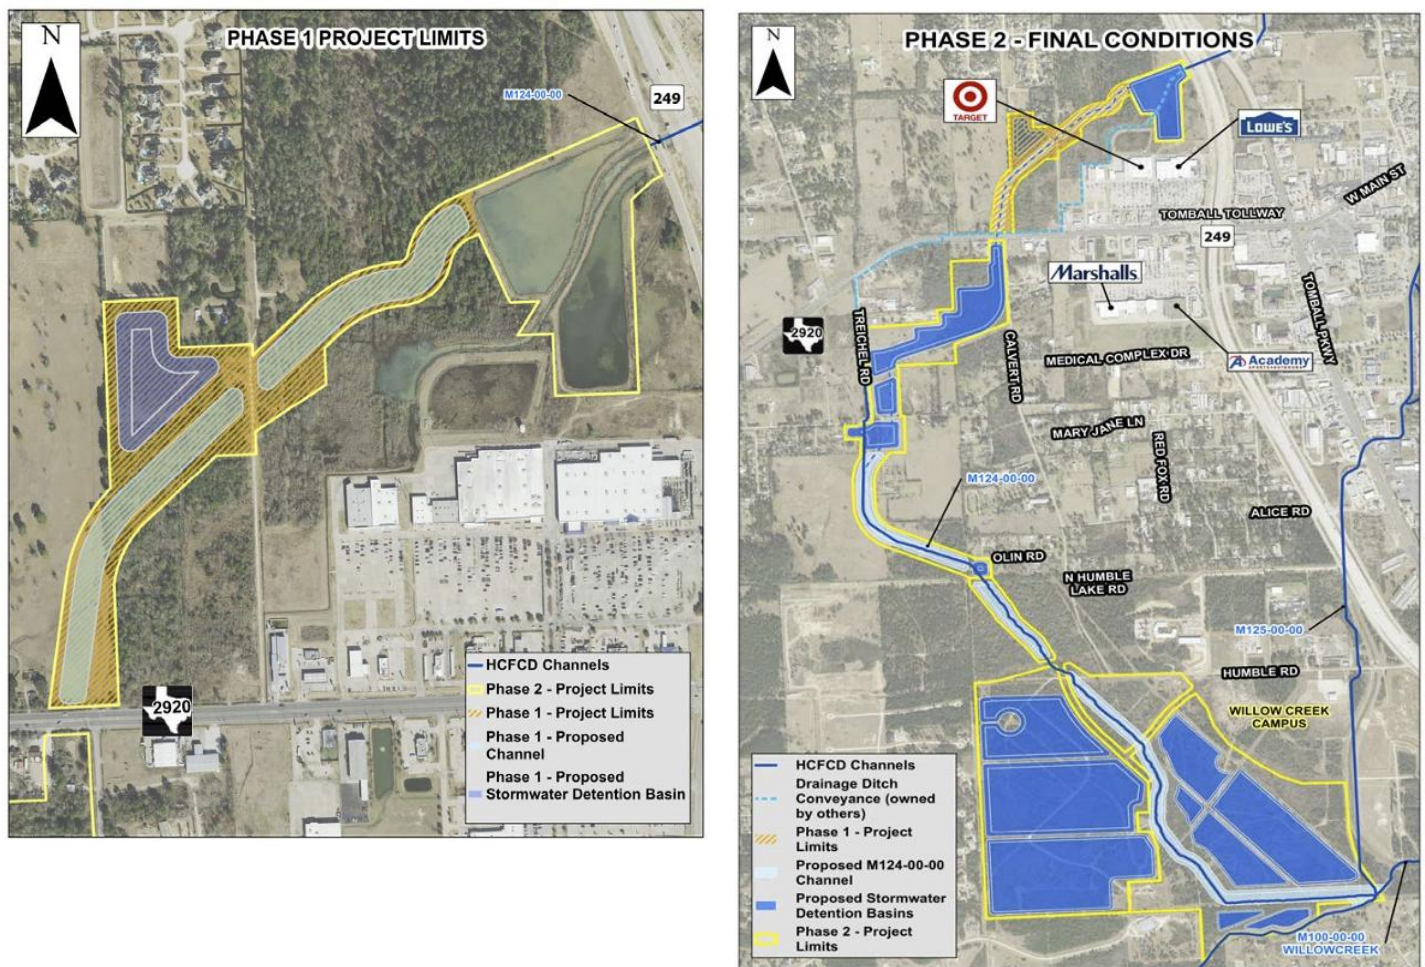 N
PHASE 1 PROJECT LIMITS
M124-00-00
249
2920
HCFCD Channels
Phase 2 - Project Limits
Phase 1 - Project Limits
Phase 1 - Proposed
Channel
Phase 1 - Proposed
Stormwater Detention Basin
N
PHASE 2 - FINAL CONDITIONS
TARGET
LOWE'S
W MAIN ST
TOMBALL TOLLWAY
249
Marshalls
TOMBALL PKWY
2920
TREICHEL RD
CALVERT RD
MEDICAL COMPLEX DR
Academy
SPORTS+OUTDOORS
MARY JANE LN
RED FOX RD
M124-00-00
ALICE RD
OLIN RD
N HUMBLE
LAKE RD
M125-00-00
HUMBLE RD
WILLOW CREEK
CAMPUS
HCFCD Channels
Drainage Ditch
Conveyance (owned
by others)
Phase 1 - Project
Limits
Proposed M124-00-00
Channel
Proposed Stormwater
Detention Basins
Phase 2 - Project
Limits
M100-00-00
WILLOWCREEK